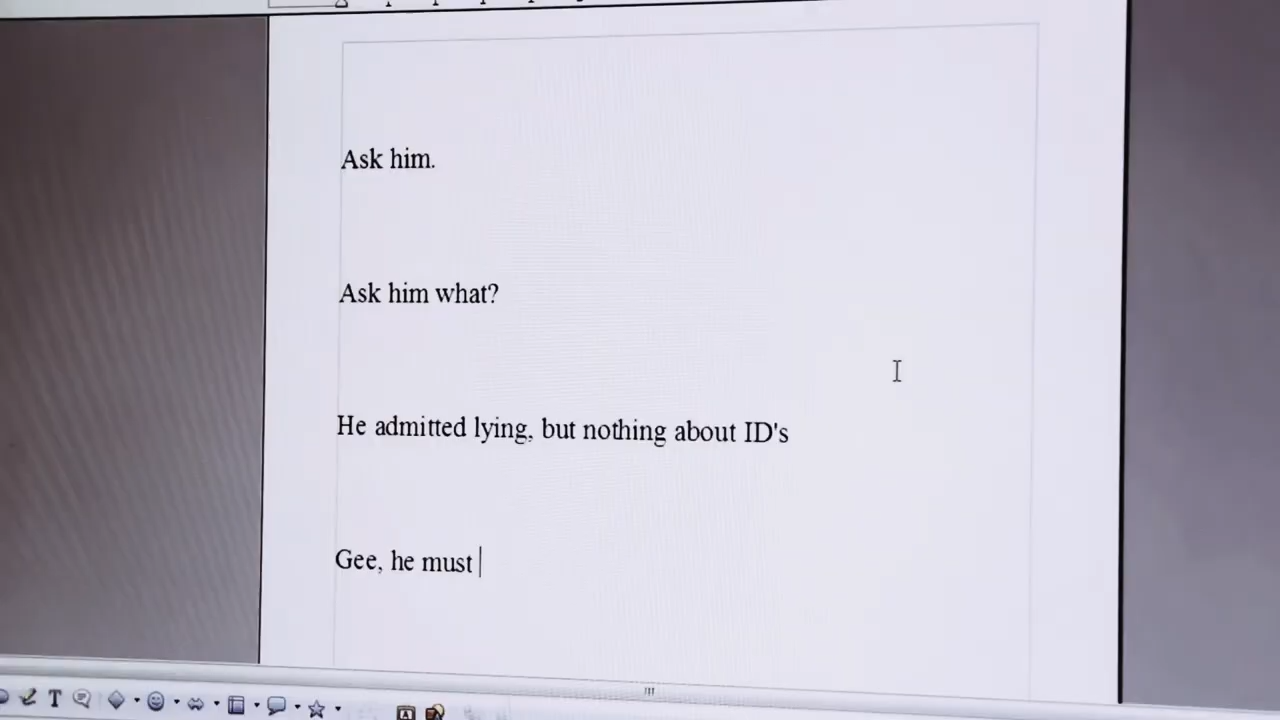 Ask him.
Ask him what?
He admitted lying, but nothing about ID's
Gee, he must